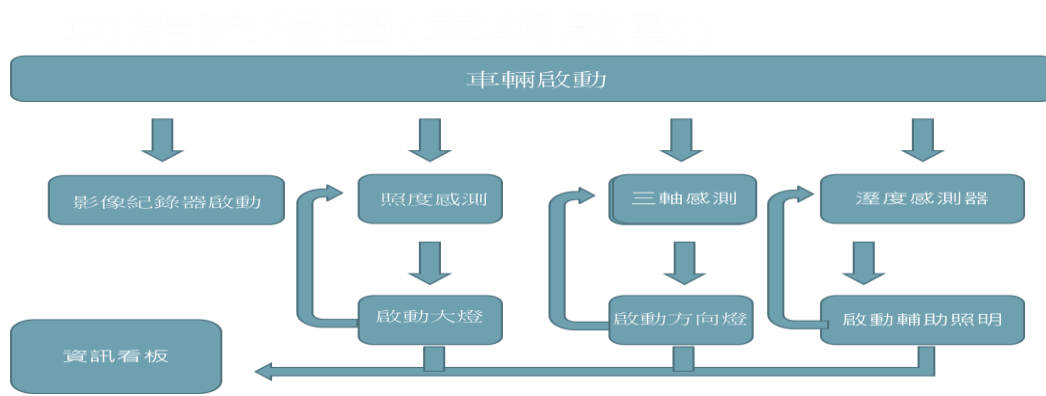 車輛啟動
影像紀錄器啟動
照度感測
三軸感測
溼度感測器
啟動大燈
啟動方向燈
啟動輔助照明
資訊看板